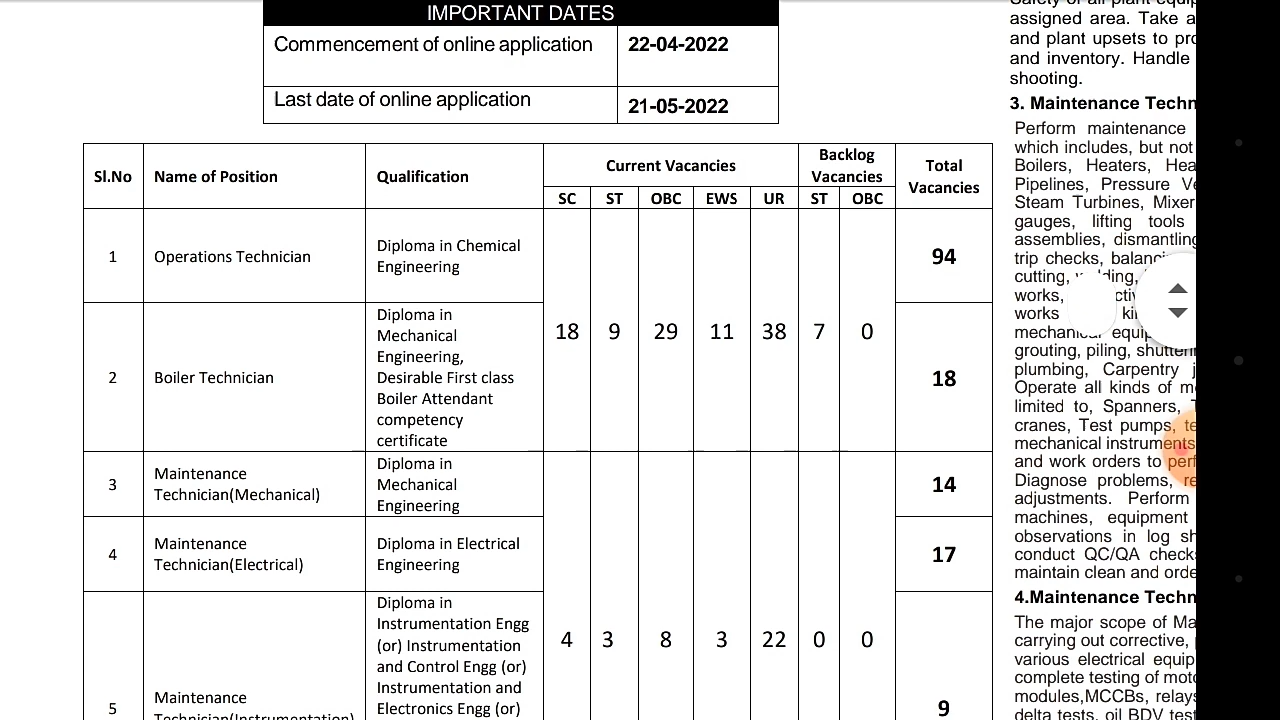 IMPORTANT DATES
Commencement of online application 22-04-2022
Last date of online application 21-05-2022
Sl.No Name of Position Qualification Current Vacancies Backlog Vacancies Total Vacancies
SC ST OBC EWS UR ST OBC
1 Operations Technician Diploma in Chemical
Engineering
94
2 Boiler Technician Diploma in
Mechanical
Engineering,
Desirable First class
Boiler Attendant
competency
certificate
18 9 29 11 38 7 0
18
3 Maintenance
Technician(Mechanical)
Diploma in
Mechanical
Engineering
14
4 Maintenance
Technician(Electrical)
Diploma in Electrical
Engineering
17
5 Maintenance
Technician(Instrumentation)
Diploma in
Instrumentation Engg
(or) Instrumentation
and Control Engg (or)
Instrumentation and
Electronics Engg (or)
4 3 8 3 22 0 0
9
assigned area. Take a
and plant upsets to pro
and inventory. Handle
shooting.
3. Maintenance Techn
Perform maintenance
which includes, but not
Boilers, Heaters, Hea
Pipelines, Pressure Ve
Steam Turbines, Mixer
gauges, lifting tools
assemblies, dismantling
trip checks,
cutting,
works,
works
equip
grouting, piling,
plumbing, Carpentry j
Operate all kinds of m
limited to, Spanners,
cranes, Test pumps, te
mechanical instruments
and work orders to perf
Diagnose problems, re
adjustments. Perform
machines, equipment
observations in log sh
conduct QC/QA checks
maintain clean and orde
4.Maintenance Techn
The major scope of Ma
carrying out corrective,
various electrical equip
complete testing of moto
modules,MCCBs, relays
delta tests, oil BDV test